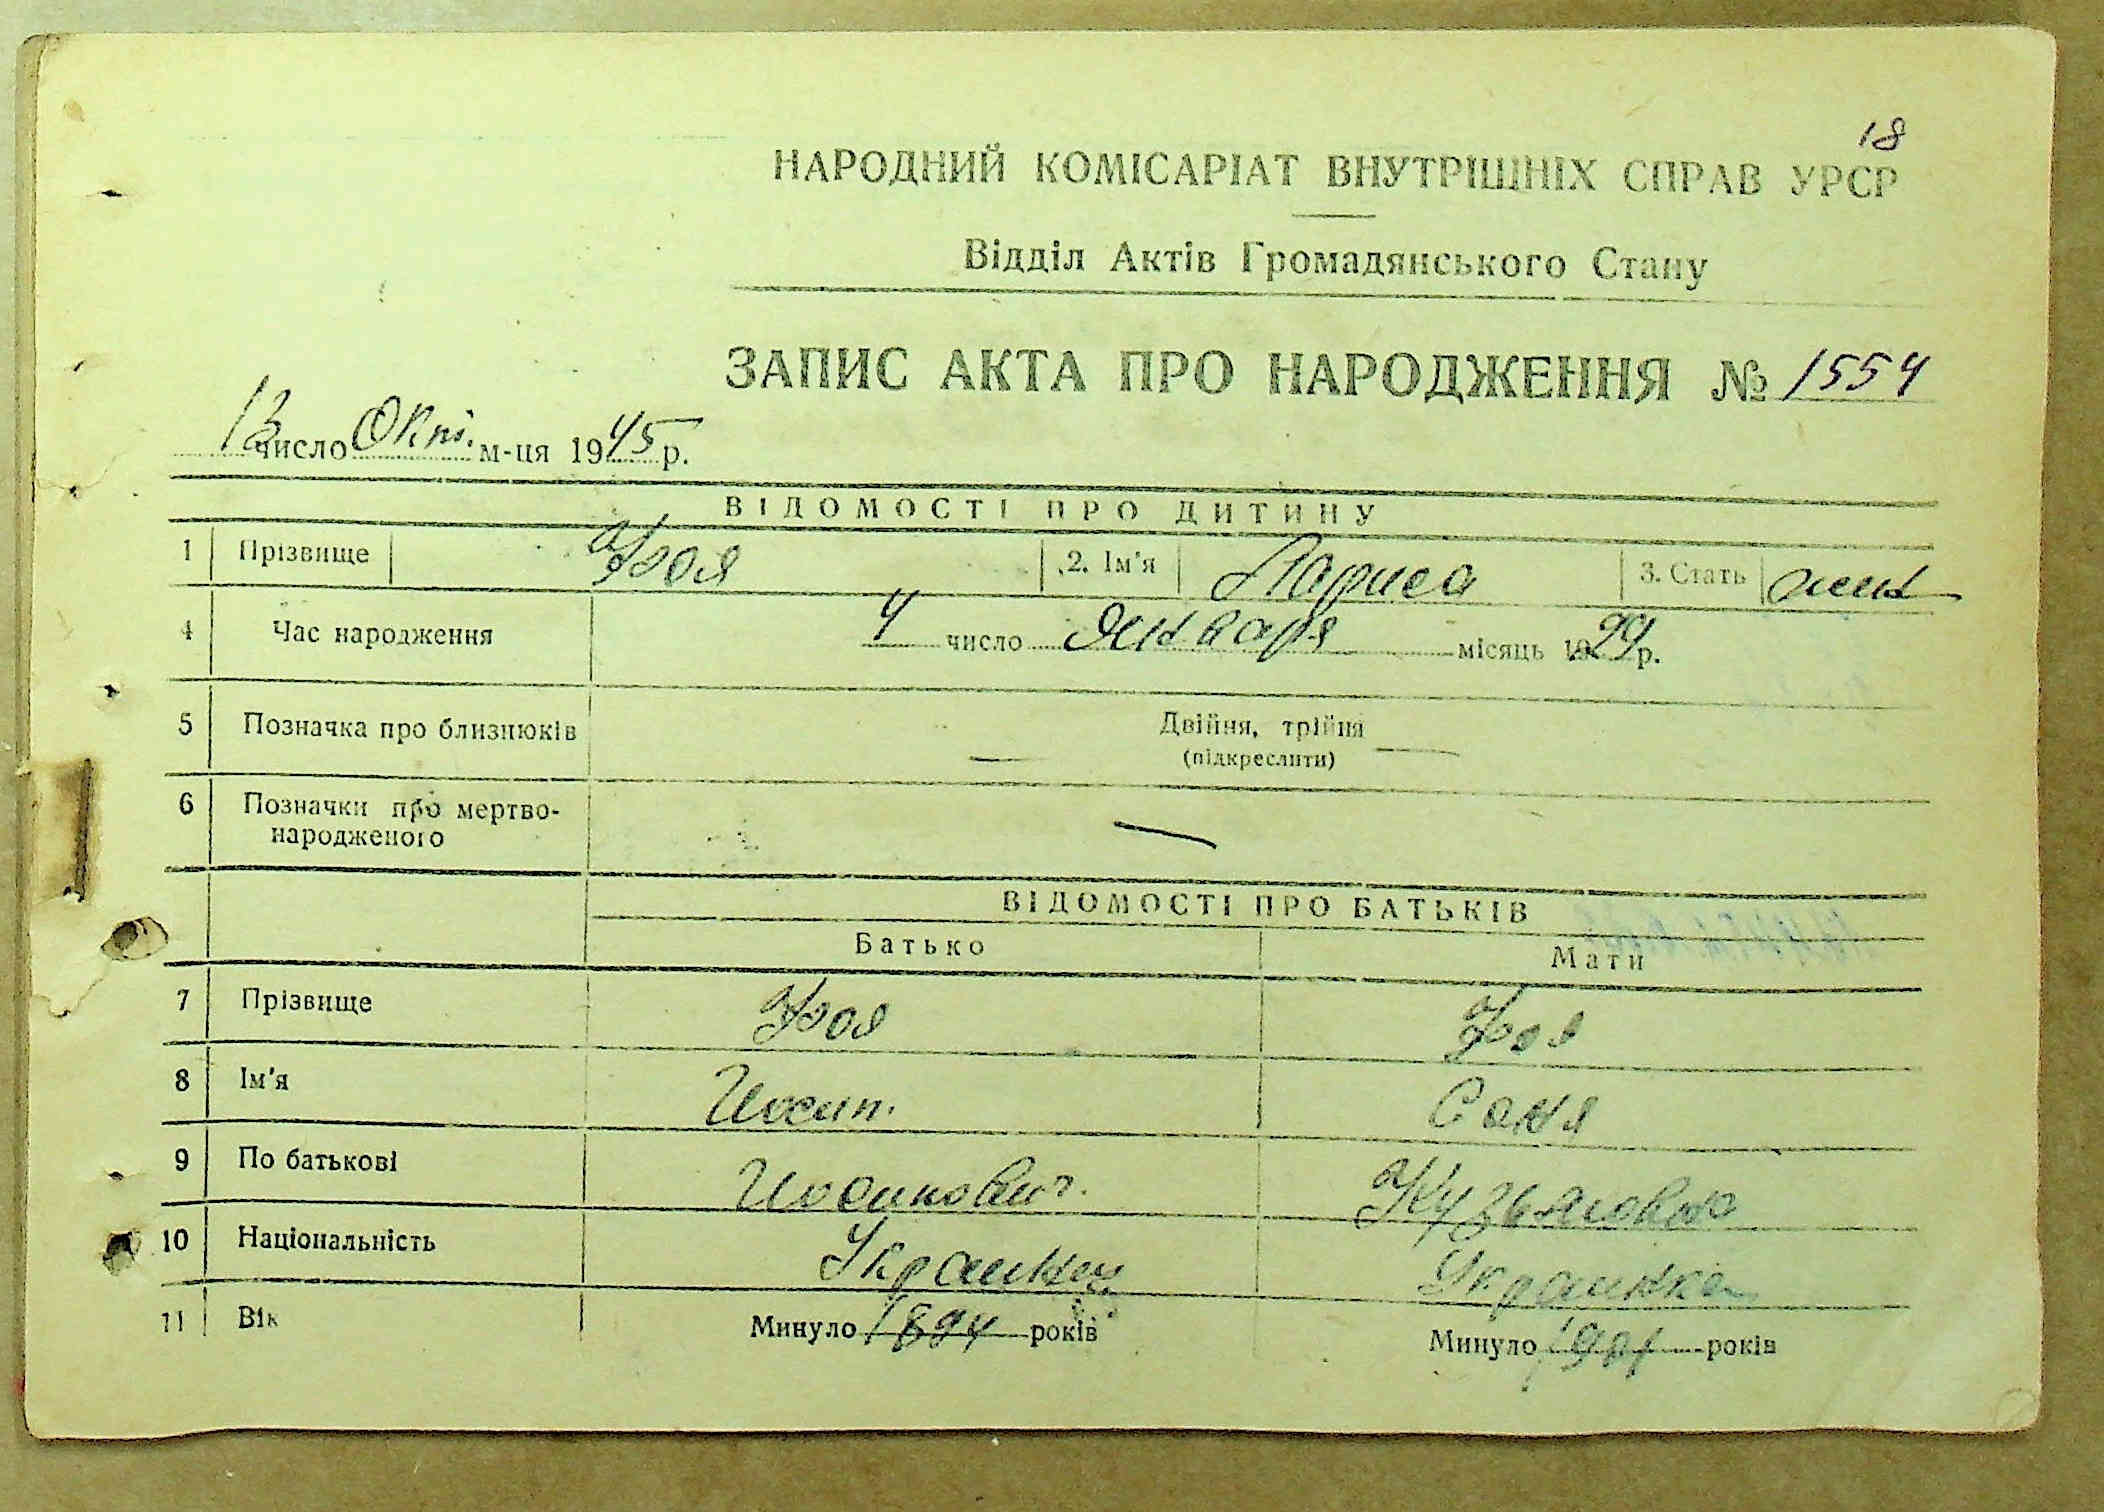 18
НАРОДНИЙ КОМІСАРІАТ ВНУТРІШНІХ СПРАВ УРСР
Відділ Актів Громадянського Стану
ЗАПИС АКТА ПРО НАРОДЖЕННЯ № 1554
13 число Окт. м-ця 1945 р.
ВІДОМОСТІ ПРО ДИТИНУ
1 Прізвище 2. Ім'я Лариса 3. Стать жен
4 Час народження 4 число января місяць 1929 р.
5 Позначка про близнюків — Двійня, трійня —
(підкреслити)
6 Позначки про мертво-
народженого —
ВІДОМОСТІ ПРО БАТЬКІВ
Батько Мати
7 Прізвище
8 Ім'я Иосип. Соня
9 По батькові Иосипович. Кузьмовна
10 Національність Украинец Украинка
11 Вік Минуло 1894 років Минуло 1901 років